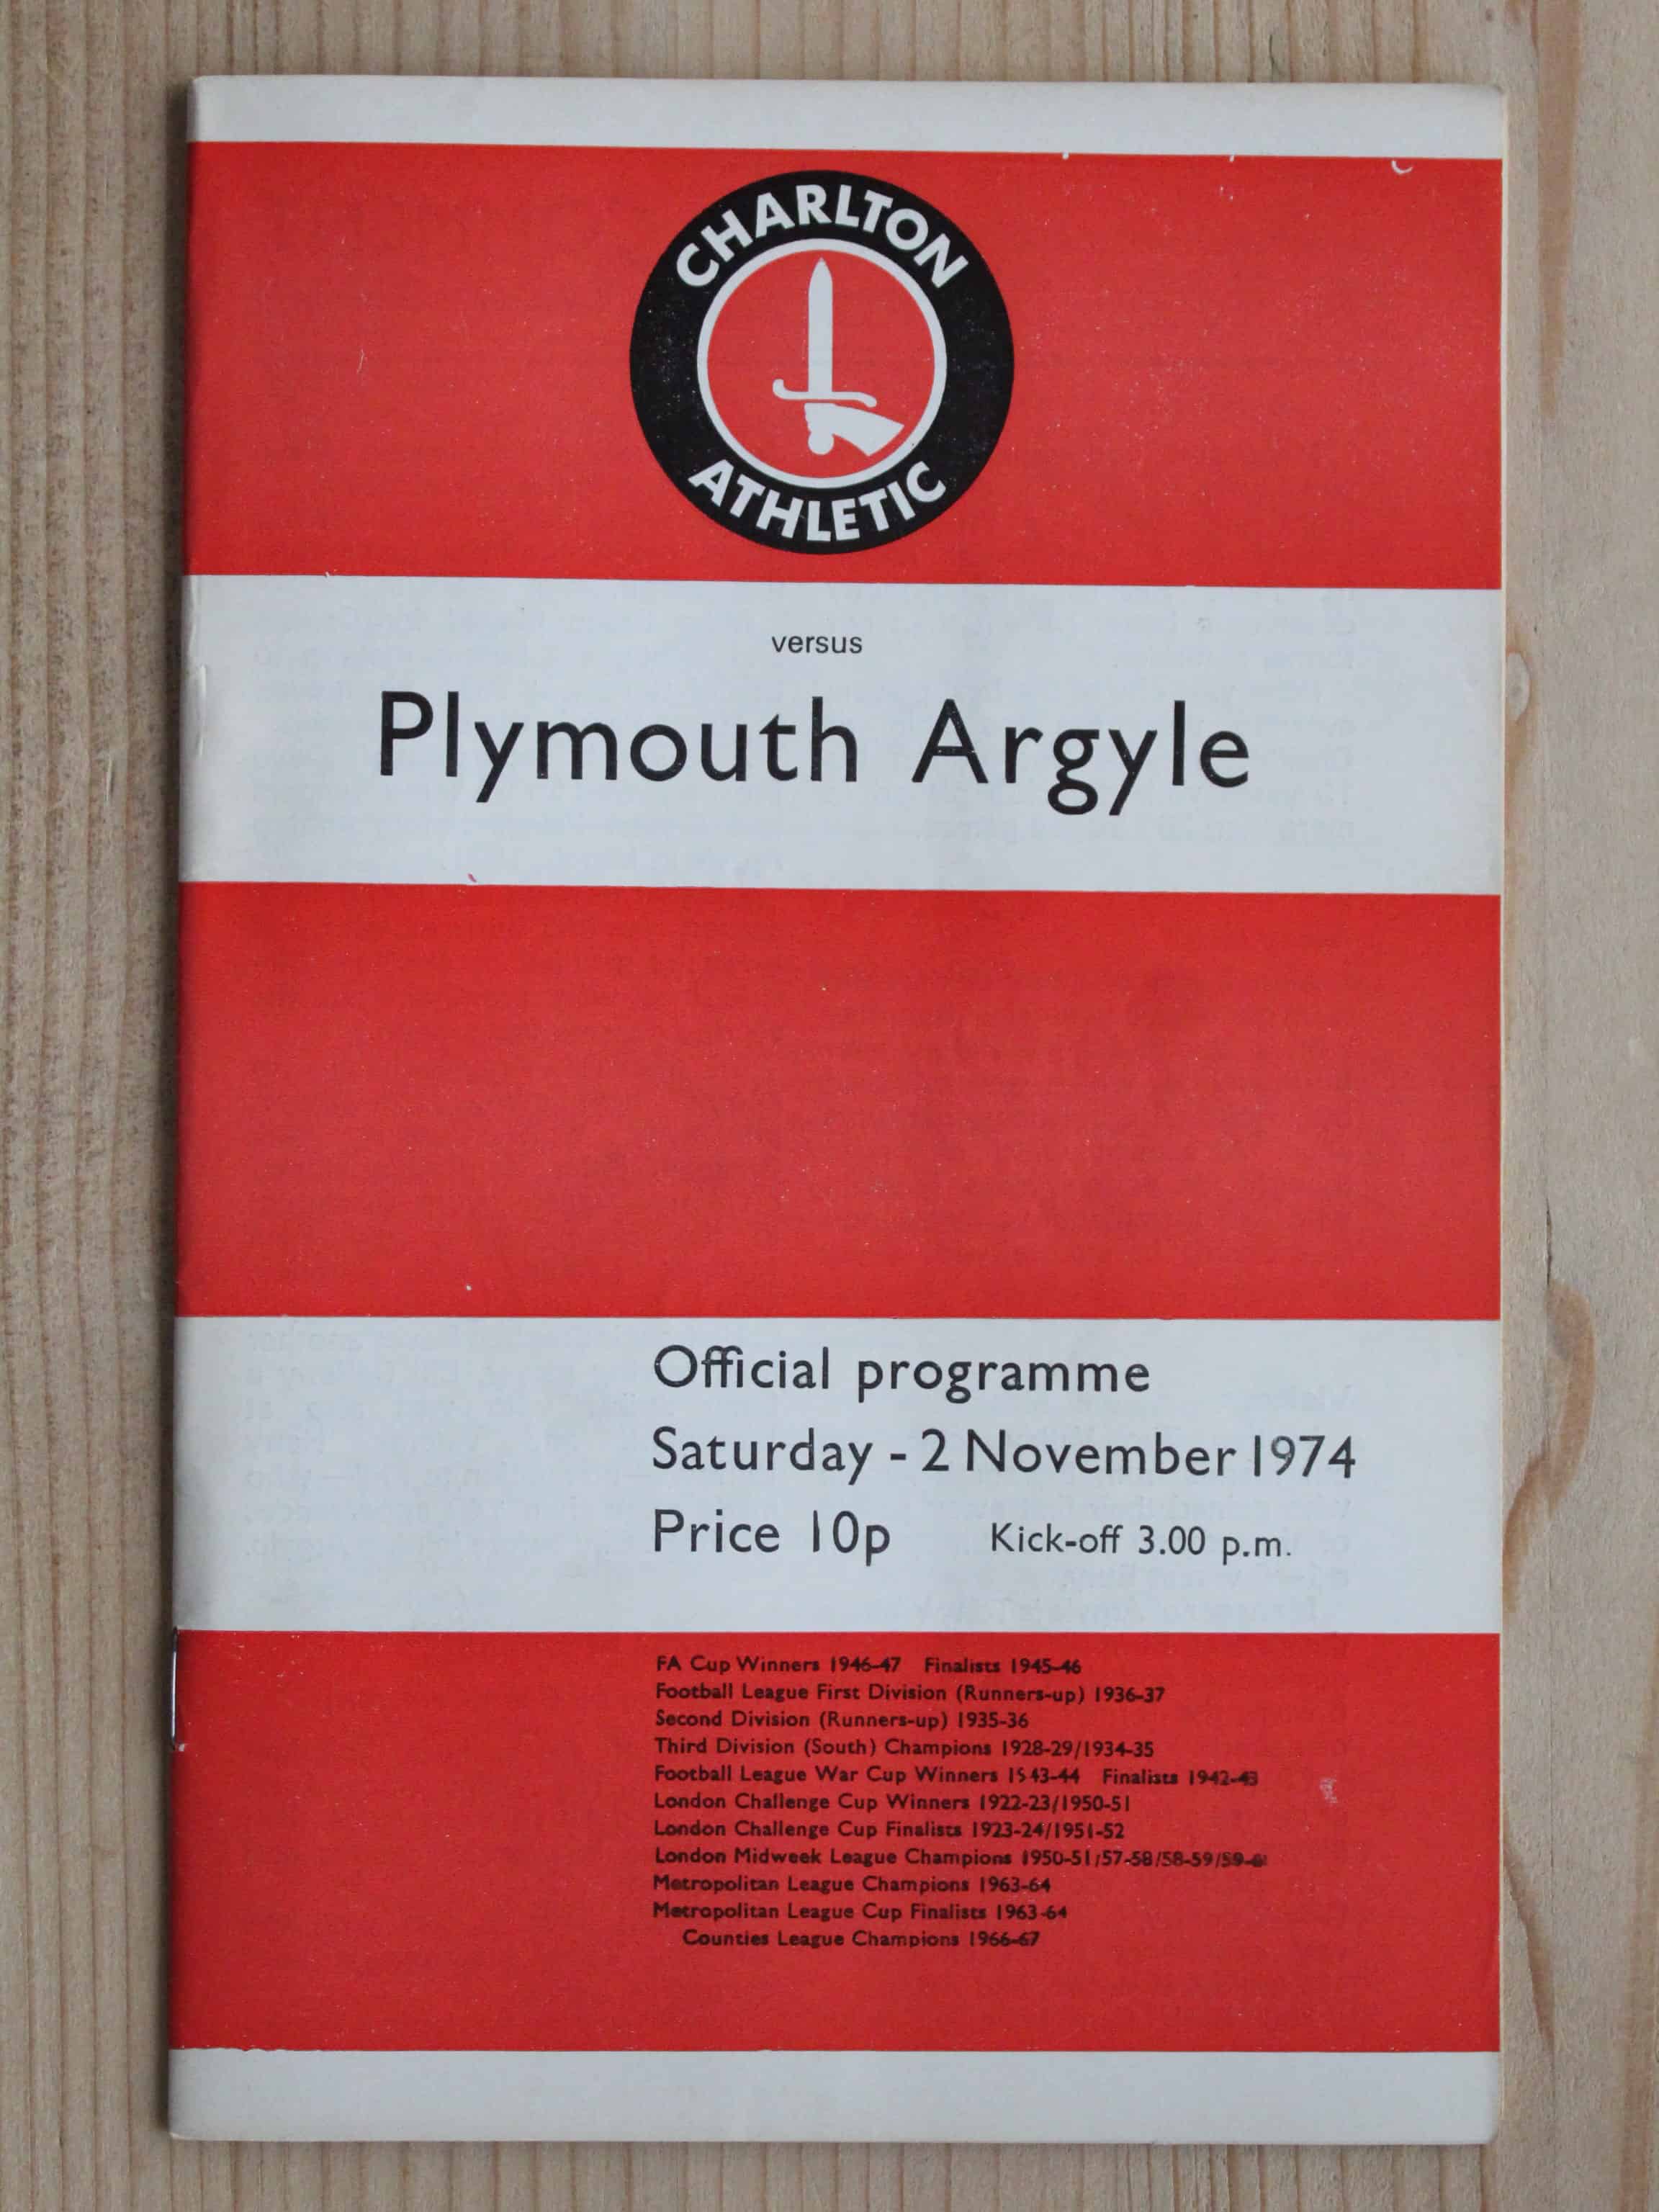 CHARLTON
ATHLETIC
versus
Plymouth Argyle
Official programme
Saturday - 2 November 1974
Price 10p Kick-off 3.00 p.m.
FA Cup Winners 1946-47 Finalists 1945-46
Football League First Division (Runners-up) 1936-37
Second Division (Runners-up) 1935-36
Third Division (South) Champions 1928-29/1934-35
Football League War Cup Winners 1943-44 Finalists 1942-43
London Challenge Cup Winners 1922-23/1950-51
London Challenge Cup Finalists 1923-24/1951-52
London Midweek League Champions 1950-51/57-58/58-59/
Metropolitan League Champions 1963-64
Metropolitan League Cup Finalists 1963-64
Counties League Champions 1966-67